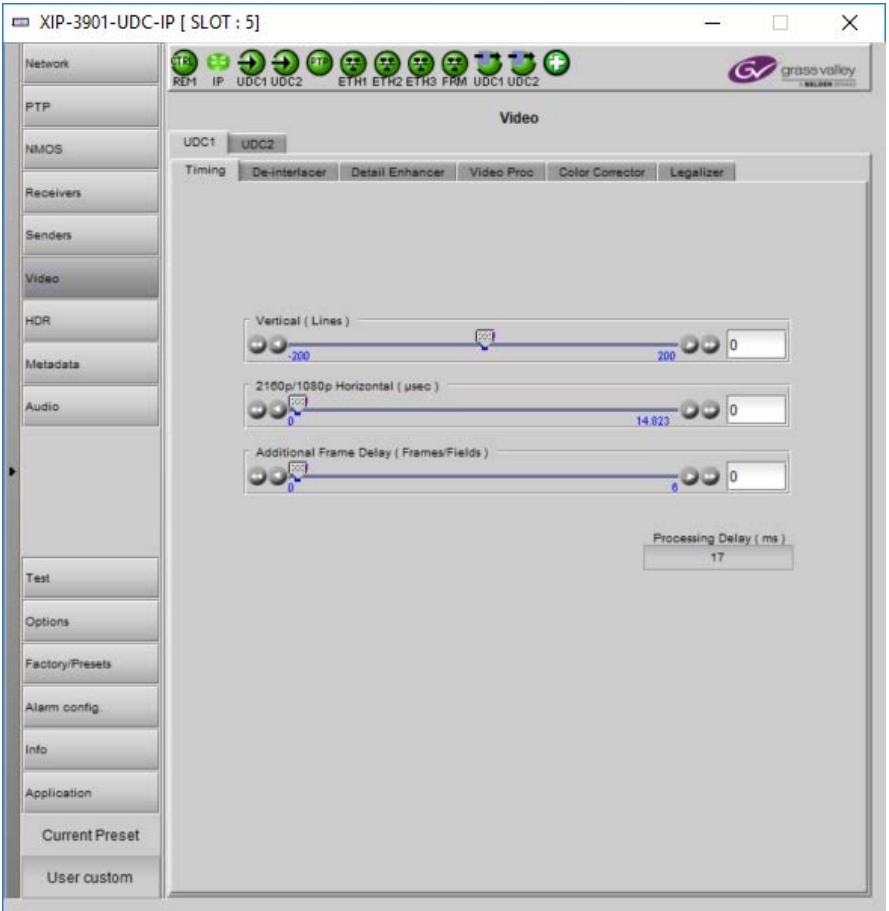 XIP-3901-UDC-IP [ SLOT : 5]
Network
PTP
NMOS
Receivers
Senders
Video
HDR
Metadata
Audio
Test
Options
Factory/Presets
Alarm config.
Info
Application
Current Preset
User custom
CTRL PTP
REM IP UDC1 UDC2 ETH1 ETH2 ETH3 FRM UDC1 UDC2
GV grass valley
A BELDEN BRAND
Video
UDC1 UDC2
Timing De-interlacer Detail Enhancer Video Proc Color Corrector Legalizer
Vertical ( Lines )
-200 200 0
2160p/1080p Horizontal ( µsec )
0 14.823 0
Additional Frame Delay ( Frames/Fields )
0 6 0
Processing Delay ( ms )
17